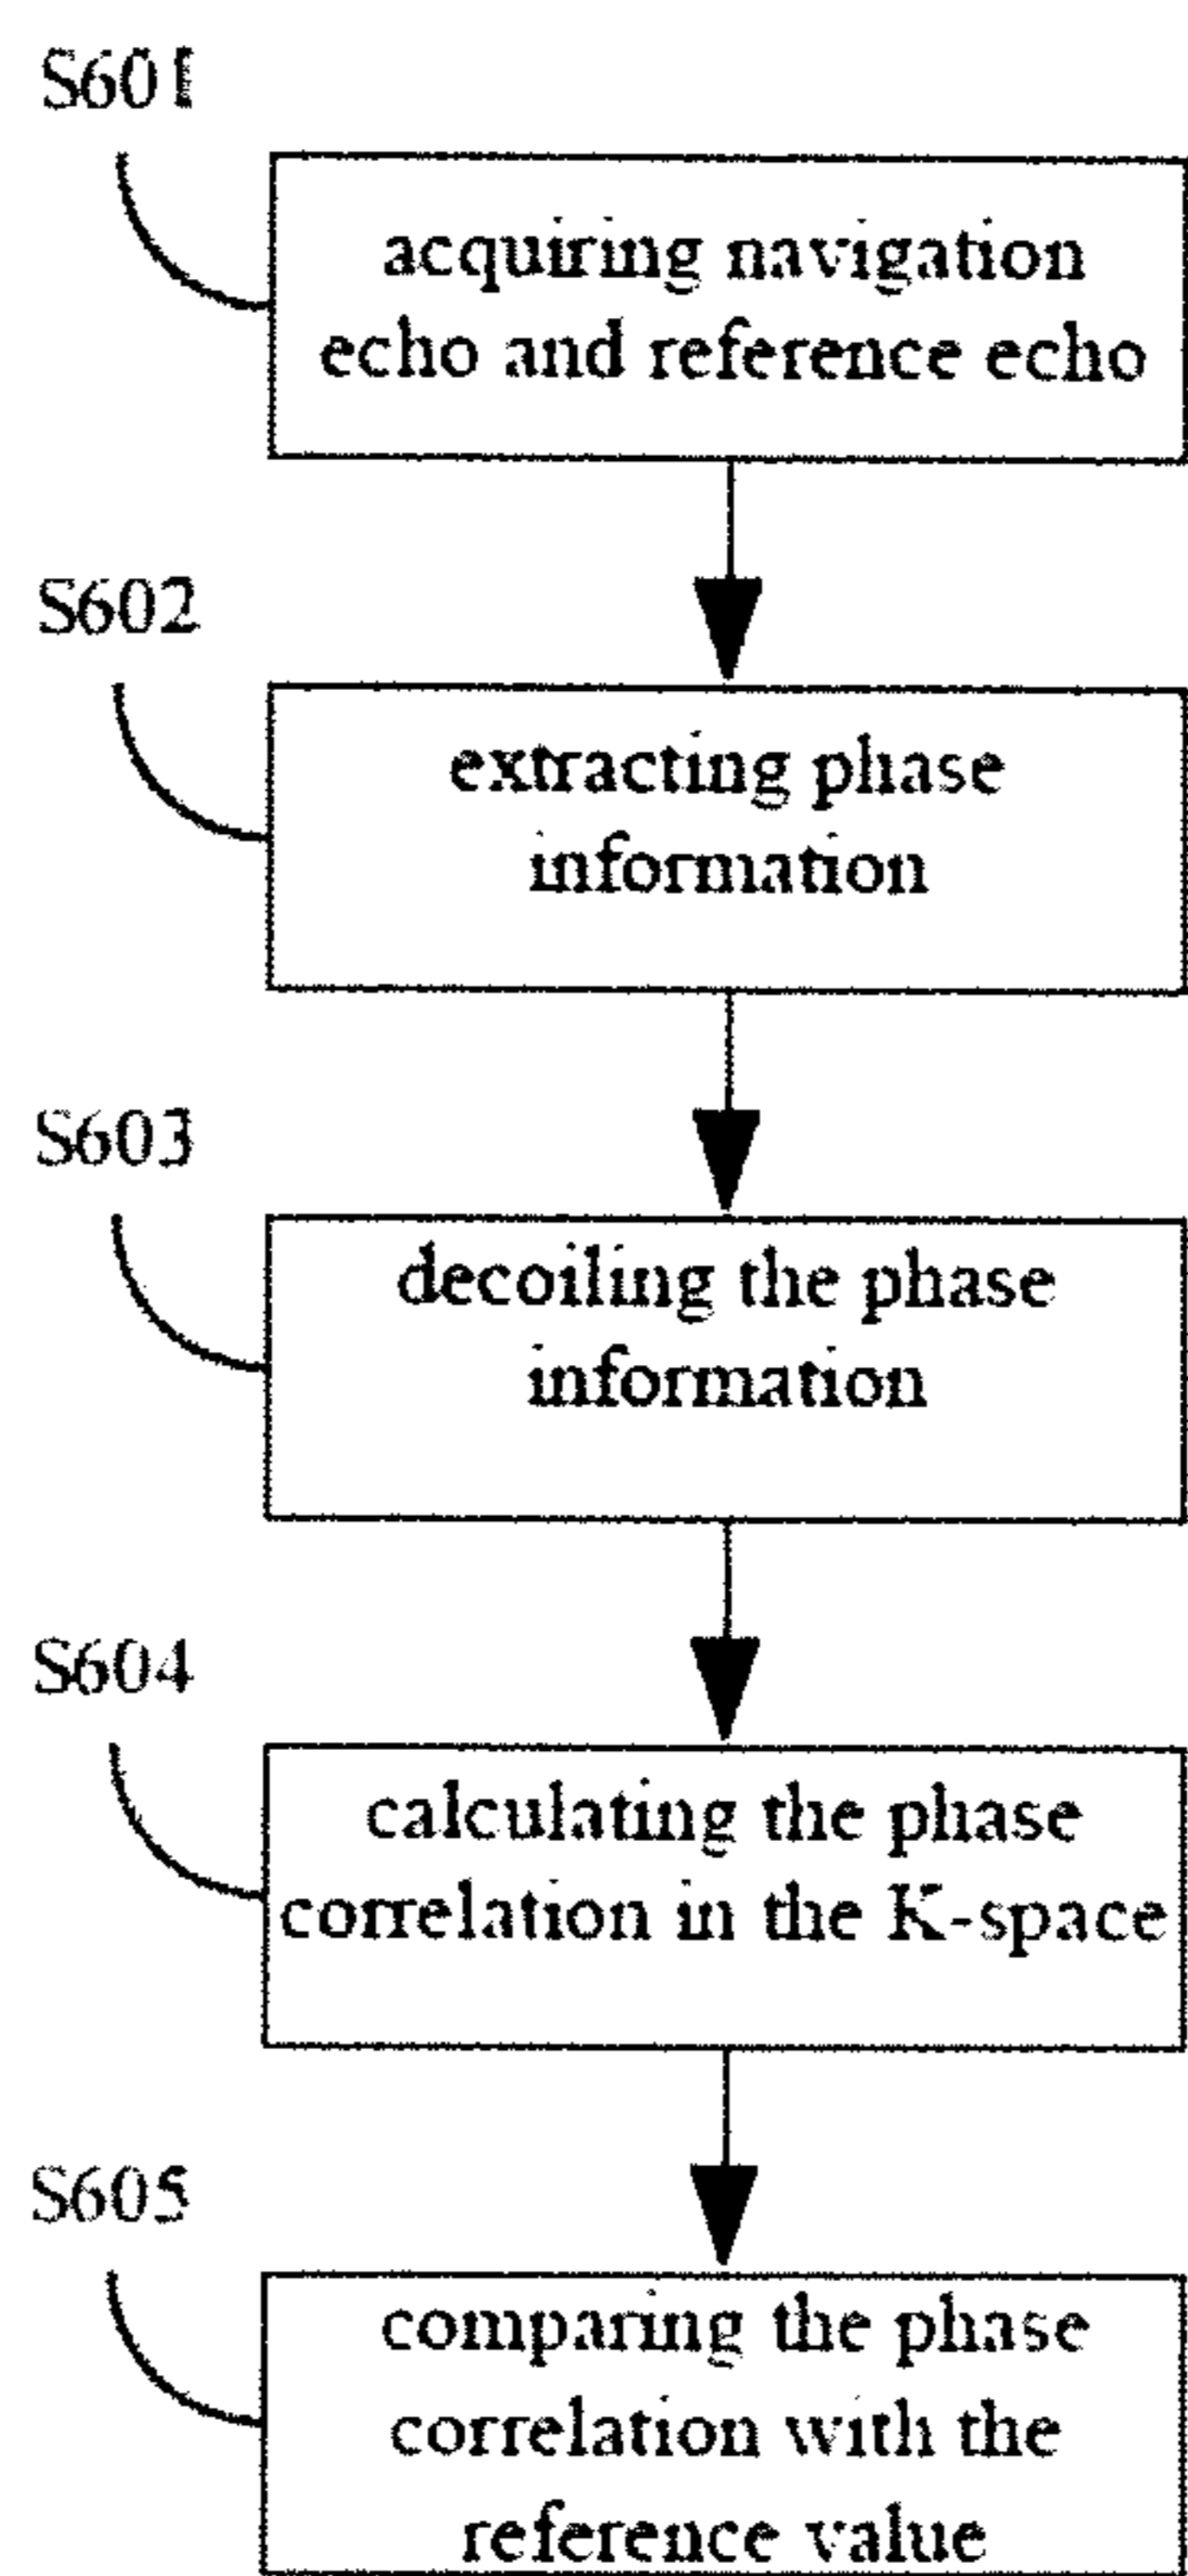 S601
acquiring navigation
echo and reference echo
S602
extracting phase
information
S603
decoiling the phase
information
S604
calculating the phase
correlation in the K-space
S605
comparing the phase
correlation with the
reference value